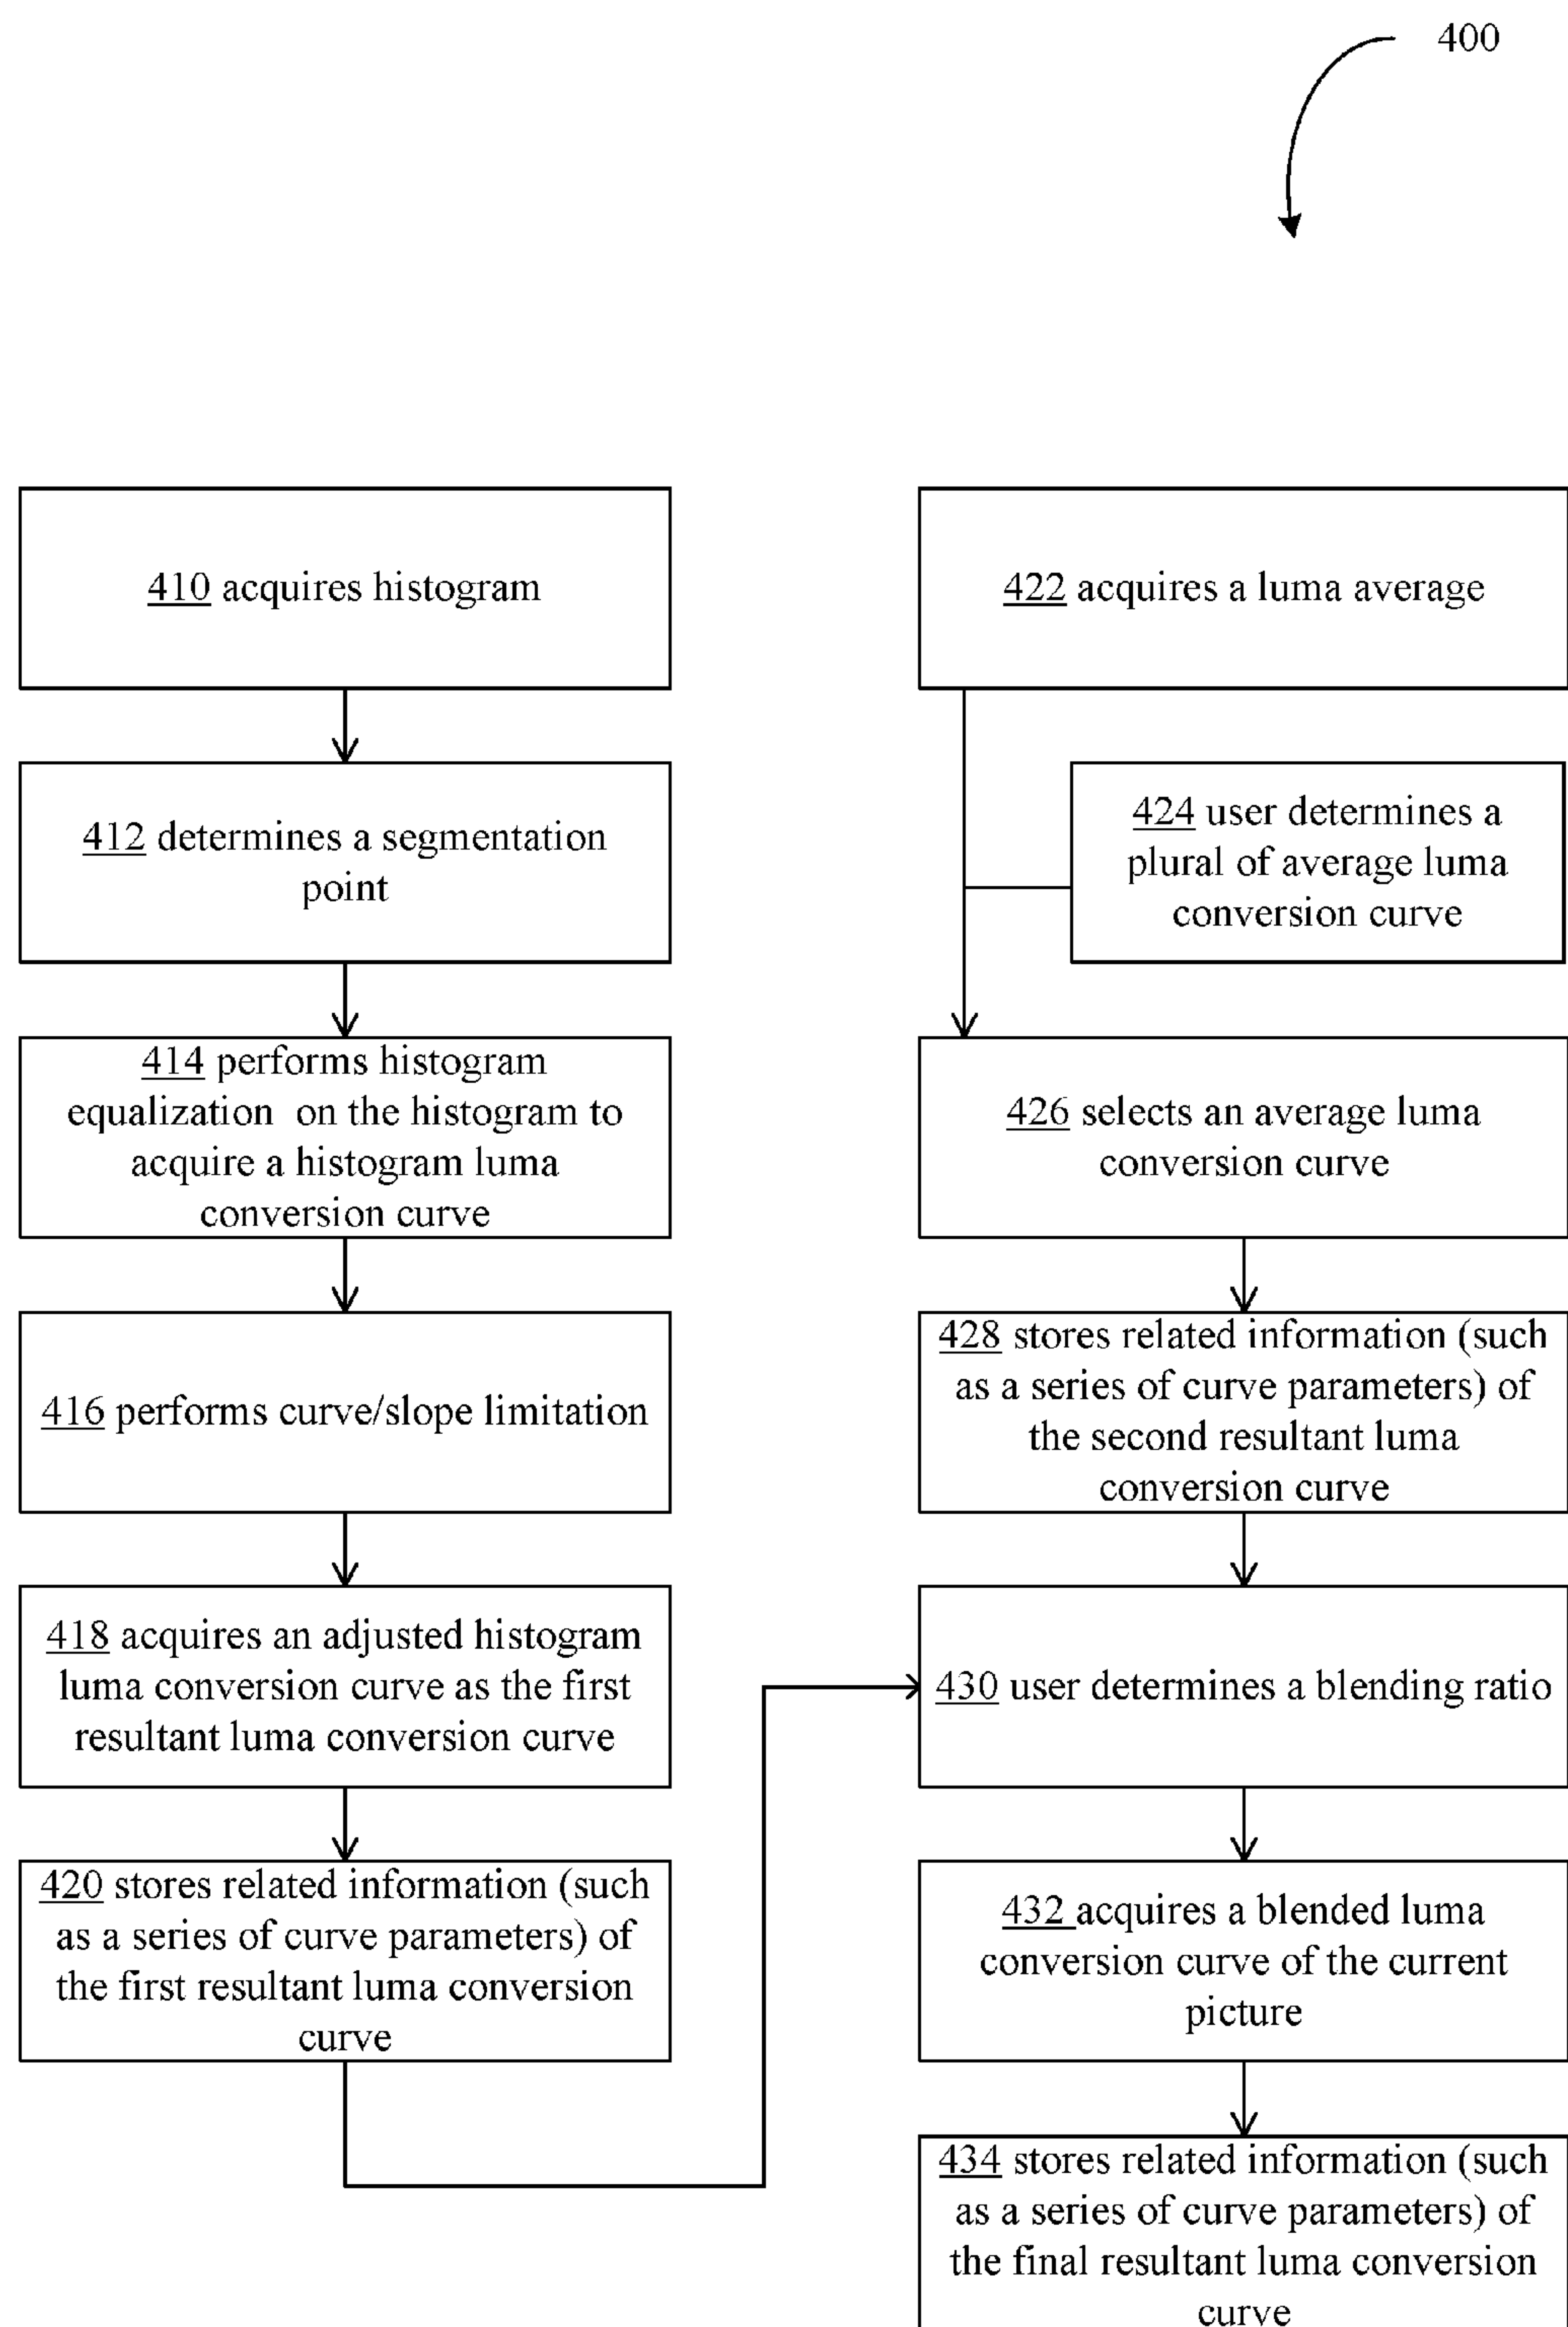 400
410 acquires histogram
412 determines a segmentation
point
414 performs histogram
equalization on the histogram to
acquire a histogram luma
conversion curve
416 performs curve/slope limitation
418 acquires an adjusted histogram
luma conversion curve as the first
resultant luma conversion curve
420 stores related information (such
as a series of curve parameters) of
the first resultant luma conversion
curve
422 acquires a luma average
424 user determines a
plural of average luma
conversion curve
426 selects an average luma
conversion curve
428 stores related information (such
as a series of curve parameters) of
the second resultant luma
conversion curve
430 user determines a blending ratio
432 acquires a blended luma
conversion curve of the current
picture
434 stores related information (such
as a series of curve parameters) of
the final resultant luma conversion
curve